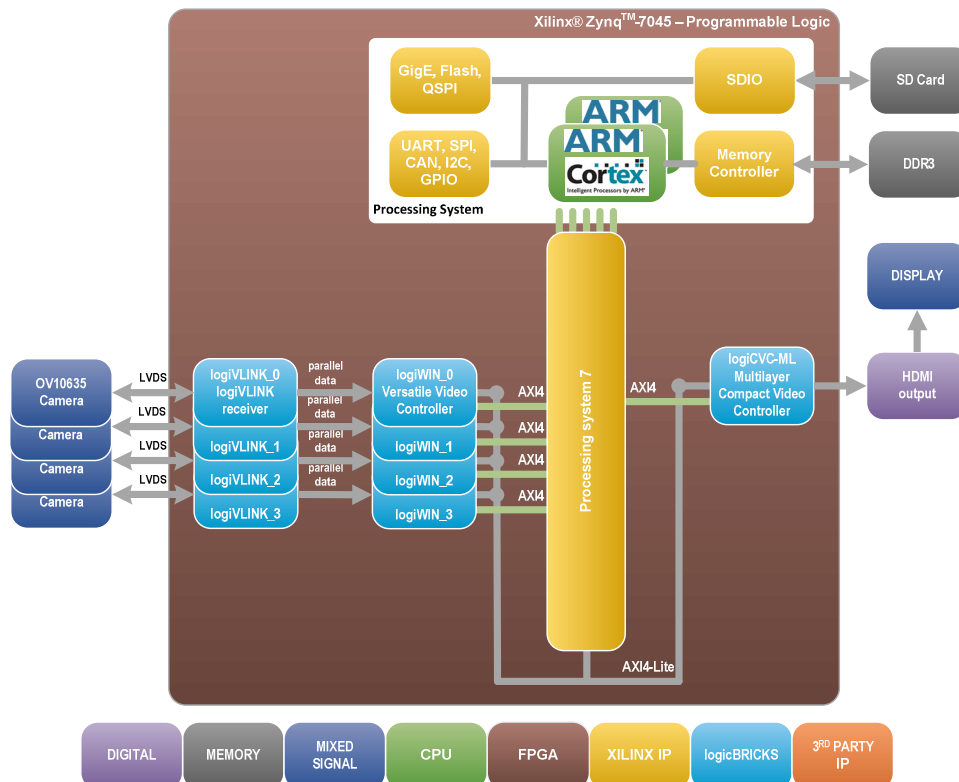 Xilinx® Zynq™-7045 – Programmable Logic
GigE, Flash,
QSPI
SDIO
SD Card
ARM
ARM
Cortex
Intelligent Processors by ARM®
UART, SPI,
CAN, I2C,
GPIO
Memory
Controller
DDR3
Processing System
DISPLAY
HDMI
output
OV10635
Camera
Camera
Camera
Camera
LVDS
LVDS
LVDS
LVDS
logiVLINK_0
logiVLINK
receiver
logiVLINK_1
logiVLINK_2
logiVLINK_3
parallel
data
parallel
data
parallel
data
parallel
data
logiWIN_0
Versatile Video
Controller
logiWIN_1
logiWIN_2
logiWIN_3
AXI4
AXI4
AXI4
AXI4
Processing system 7
AXI4
logiCVC-ML
Multilayer
Compact Video
Controller
AXI4-Lite
DIGITAL
MEMORY
MIXED
SIGNAL
CPU
FPGA
XILINX IP
logicBRICKS
3RD PARTY
IP